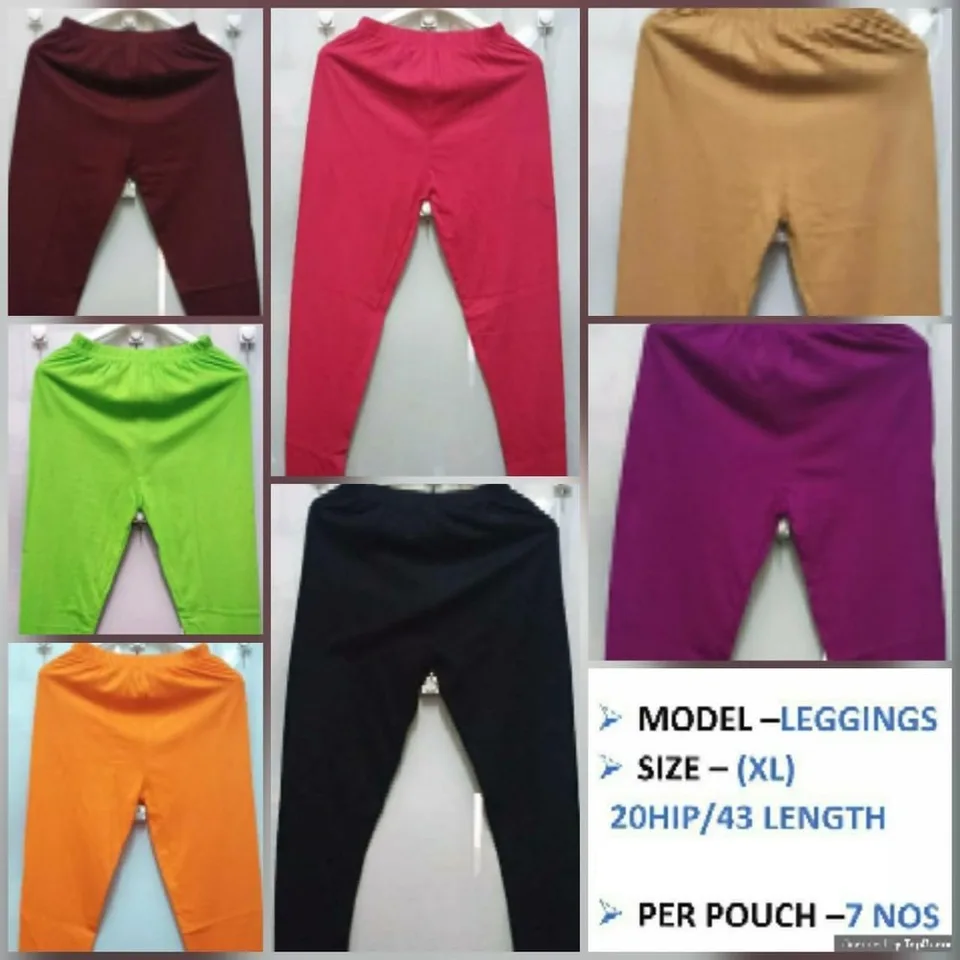 ➢ MODEL –LEGGINGS
➢ SIZE – (XL)
20HIP/43 LENGTH
➢ PER POUCH –7 NOS